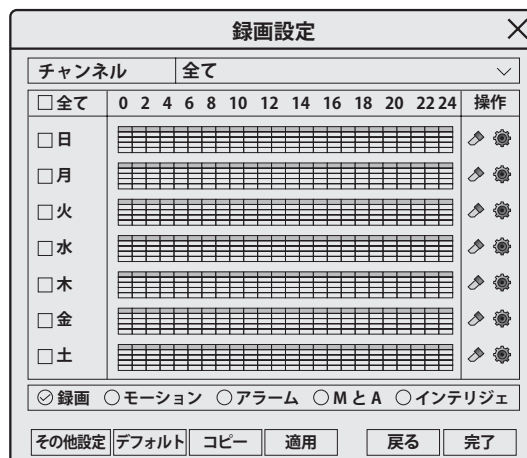 録画設定
チャンネル 全て
全て 0 2 4 6 8 10 12 14 16 18 20 22 24 操作
日
月
火
水
木
金
土
録画 モーション アラーム MとA インテリジェ
その他設定 デフォルト コピー 適用 戻る 完了